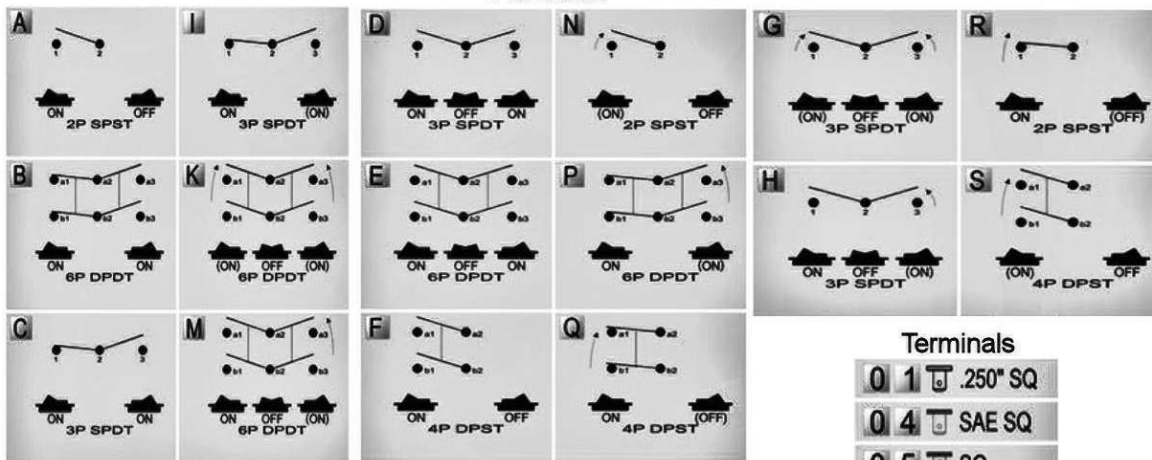 A
1 2
ON OFF
2P SPST
I
1 2 3
ON (ON)
3P SPDT
D
1 2 3
ON OFF ON
3P SPDT
N
1 2
(ON) OFF
2P SPST
G
1 2 3
(ON) OFF (ON)
3P SPDT
R
1 2
ON (OFF)
2P SPST
B
a1 a2 a3
b1 b2 b3
ON ON
6P DPDT
K
a1 a2 a3
b1 b2 b3
(ON) OFF (ON)
6P DPDT
E
a1 a2 a3
b1 b2 b3
ON OFF ON
6P DPDT
P
a1 a2 a3
b1 b2 b3
ON (ON)
6P DPDT
H
1 2 3
ON OFF (ON)
3P SPDT
S
a1 a2
b1 b2
(ON) OFF
4P DPST
C
1 2 3
ON ON
3P SPDT
M
a1 a2 a3
b1 b2 b3
ON OFF (ON)
6P DPDT
F
a1 a2
b1 b2
ON OFF
4P DPST
Q
a1 a2
b1 b2
ON (OFF)
4P DPST
Terminals
0 1 .250" SQ
0 4 SAE SQ